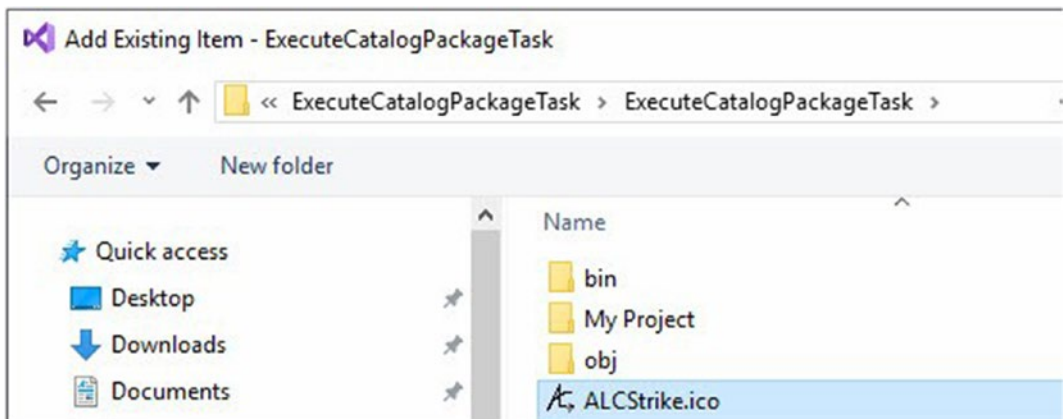 Add Existing Item - ExecuteCatalogPackageTask
« ExecuteCatalogPackageTask > ExecuteCatalogPackageTask >
Organize New folder
Name
Quick access
Desktop
Downloads
Documents
bin
My Project
obj
ALCStrike.ico